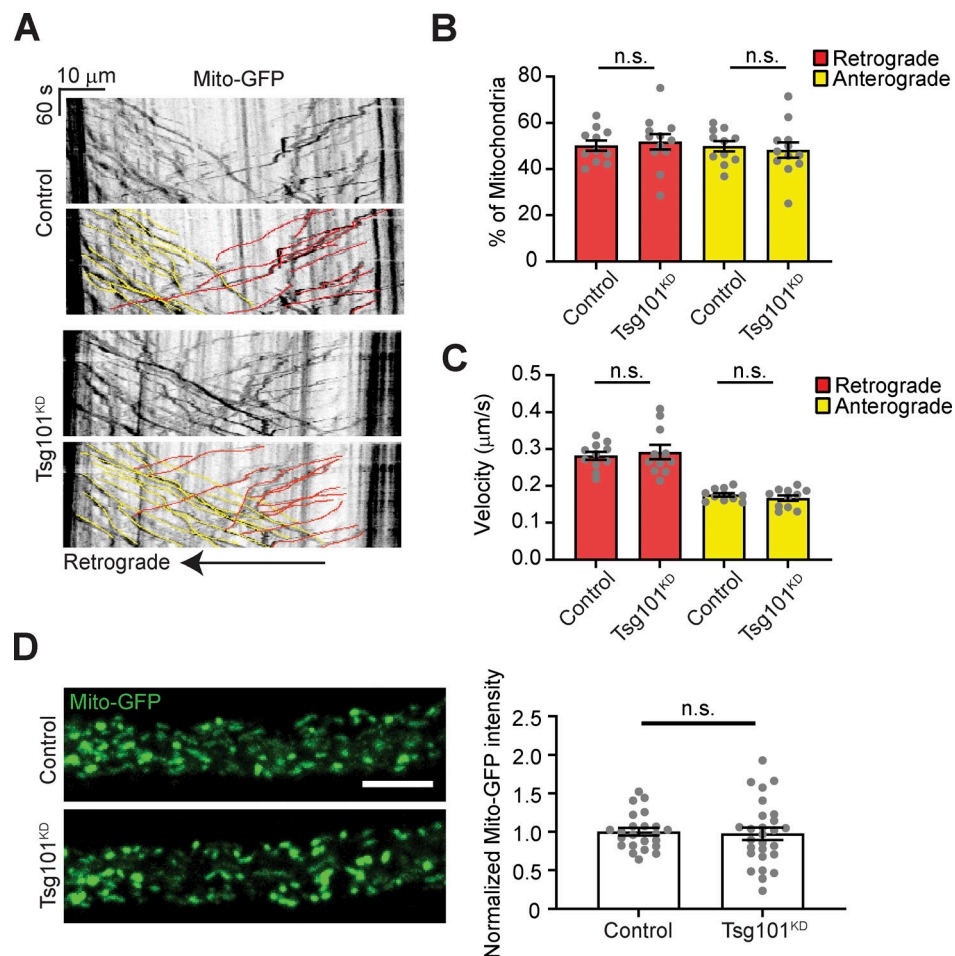 A
10 μm
60 s
Mito-GFP
Control
Tsg101KD
Retrograde
B
n.s.
n.s.
Retrograde
Anterograde
% of Mitochondria
80
60
40
20
0
Control
Tsg101KD
Control
Tsg101KD
C
n.s.
n.s.
Retrograde
Anterograde
Velocity (μm/s)
0.5
0.4
0.3
0.2
0.1
0.0
Control
Tsg101KD
Control
Tsg101KD
D
Mito-GFP
Control
Tsg101KD
n.s.
Normalized Mito-GFP intensity
2.5
2.0
1.5
1.0
0.5
0
Control
Tsg101KD